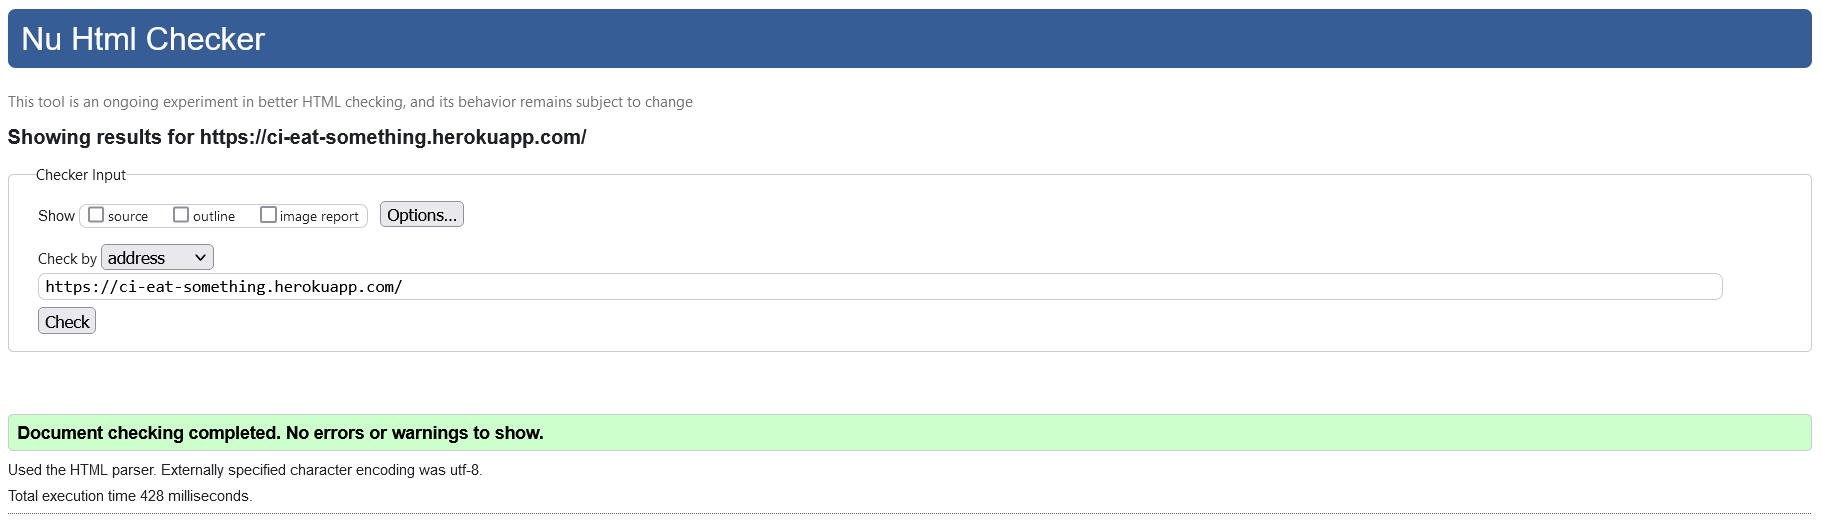 Nu Html Checker
This tool is an ongoing experiment in better HTML checking, and its behavior remains subject to change
Showing results for https://ci-eat-something.herokuapp.com/
Checker Input
Show source outline image report Options...
Check by address
https://ci-eat-something.herokuapp.com/
Check
Document checking completed. No errors or warnings to show.
Used the HTML parser. Externally specified character encoding was utf-8.
Total execution time 428 milliseconds.